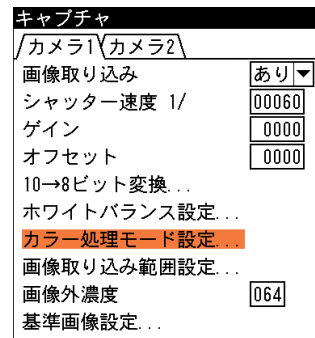 キャプチャ
カメラ1 カメラ2
画像取り込み あり
シャッター速度 1/ 00060
ゲイン 0000
オフセット 0000
10→8ビット変換...
ホワイトバランス設定...
カラー処理モード設定...
画像取り込み範囲設定...
画像外濃度 064
基準画像設定...